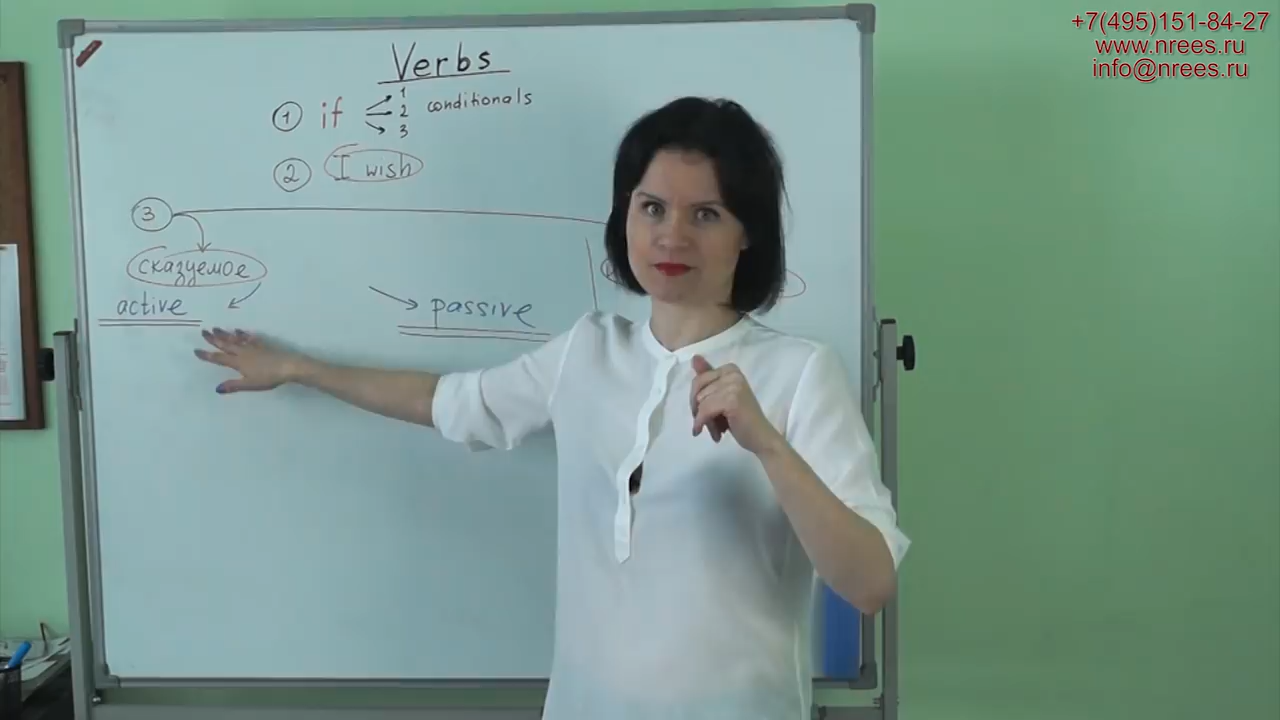 +7(495)151-84-27
www.nrees.ru
info@nrees.ru
Verbs
① if 1 2 3 conditionals
② I wish
③
сказуемое
active passive